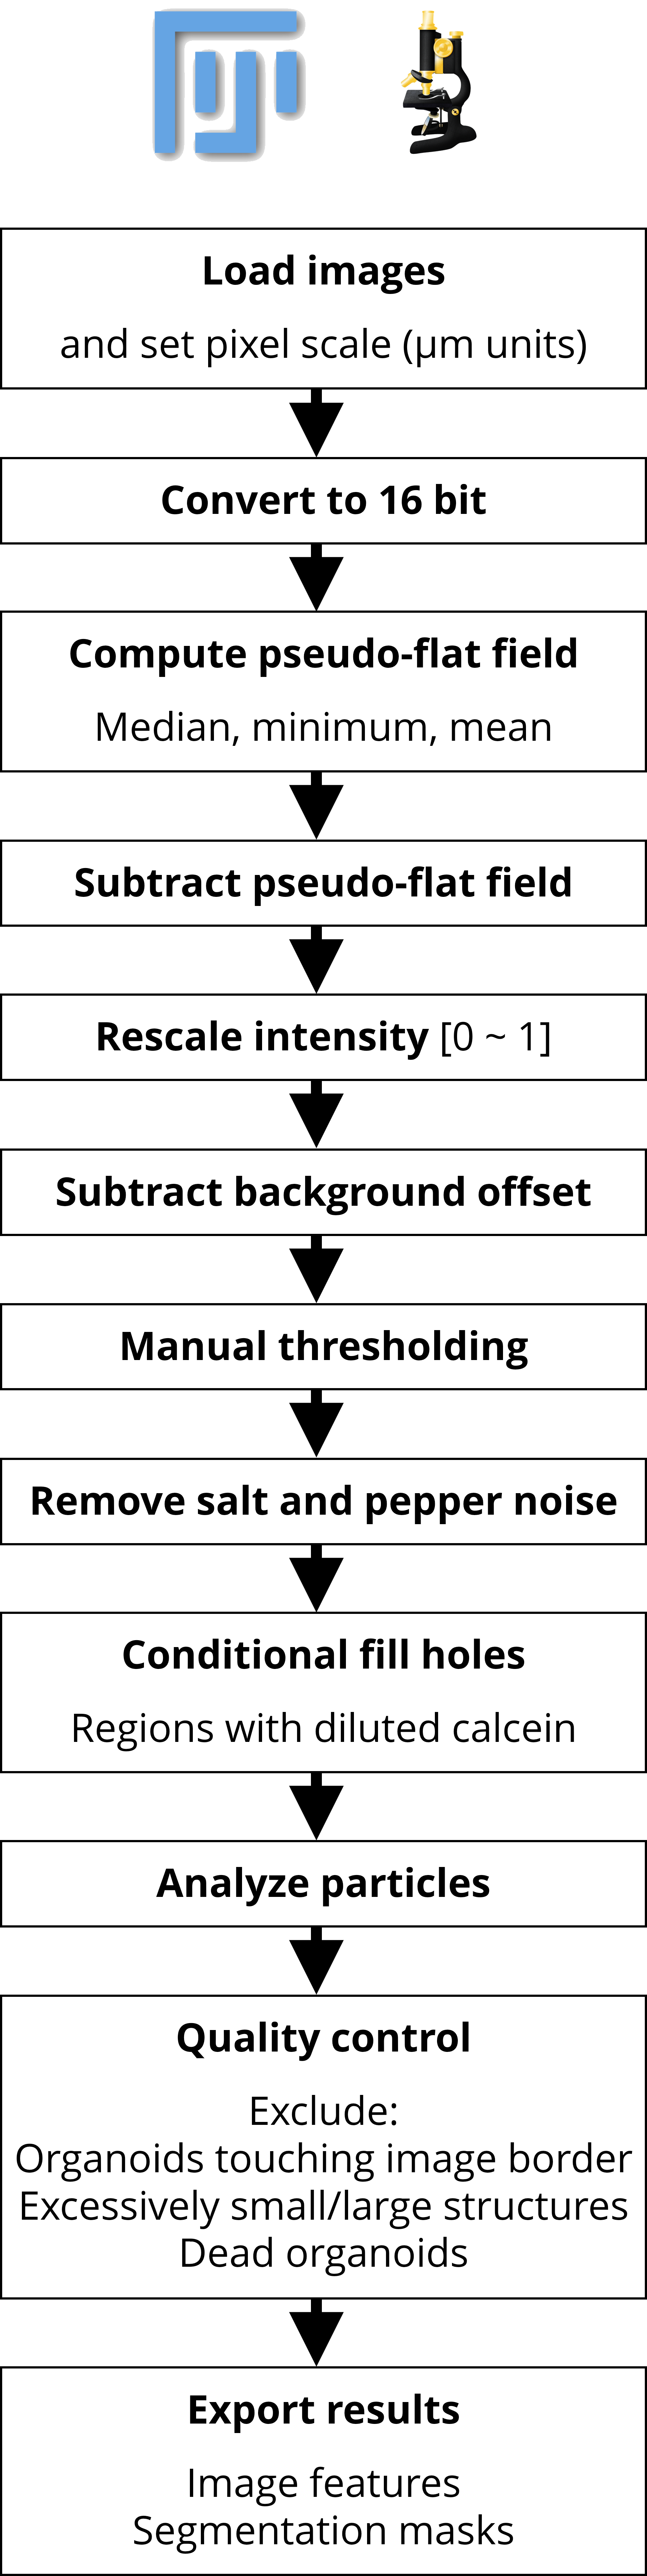 Load images
and set pixel scale (µm units)
Convert to 16 bit
Compute pseudo-flat field
Median, minimum, mean
Subtract pseudo-flat field
Rescale intensity [0 ~ 1]
Subtract background offset
Manual thresholding
Remove salt and pepper noise
Conditional fill holes
Regions with diluted calcein
Analyze particles
Quality control
Exclude:
Organoids touching image border
Excessively small/large structures
Dead organoids
Export results
Image features
Segmentation masks